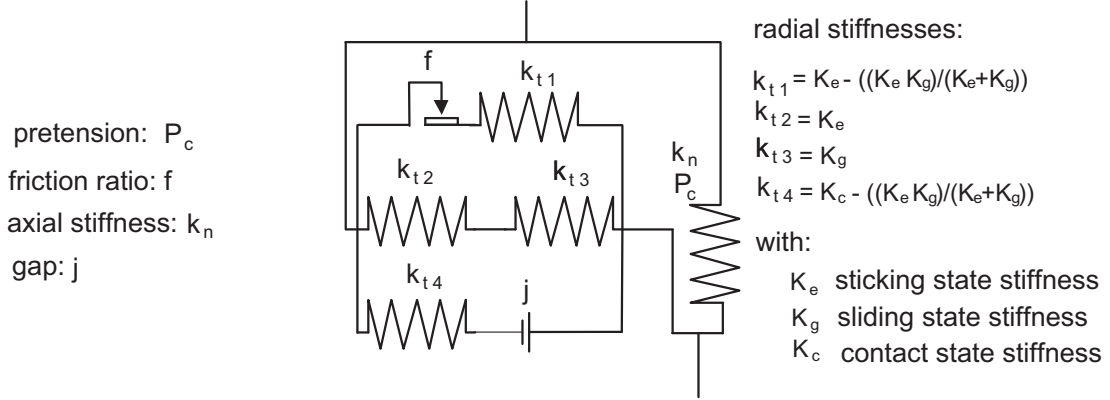 pretension: P_c
friction ratio: f
axial stiffness: k_n
gap: j
f
k_t1
k_t2
k_t3
k_t4
j
k_n
P_c
radial stiffnesses:
k_t1 = K_e - ((K_e K_g)/(K_e+K_g))
k_t2 = K_e
k_t3 = K_g
k_t4 = K_c - ((K_e K_g)/(K_e+K_g))
with:
K_e sticking state stiffness
K_g sliding state stiffness
K_c contact state stiffness